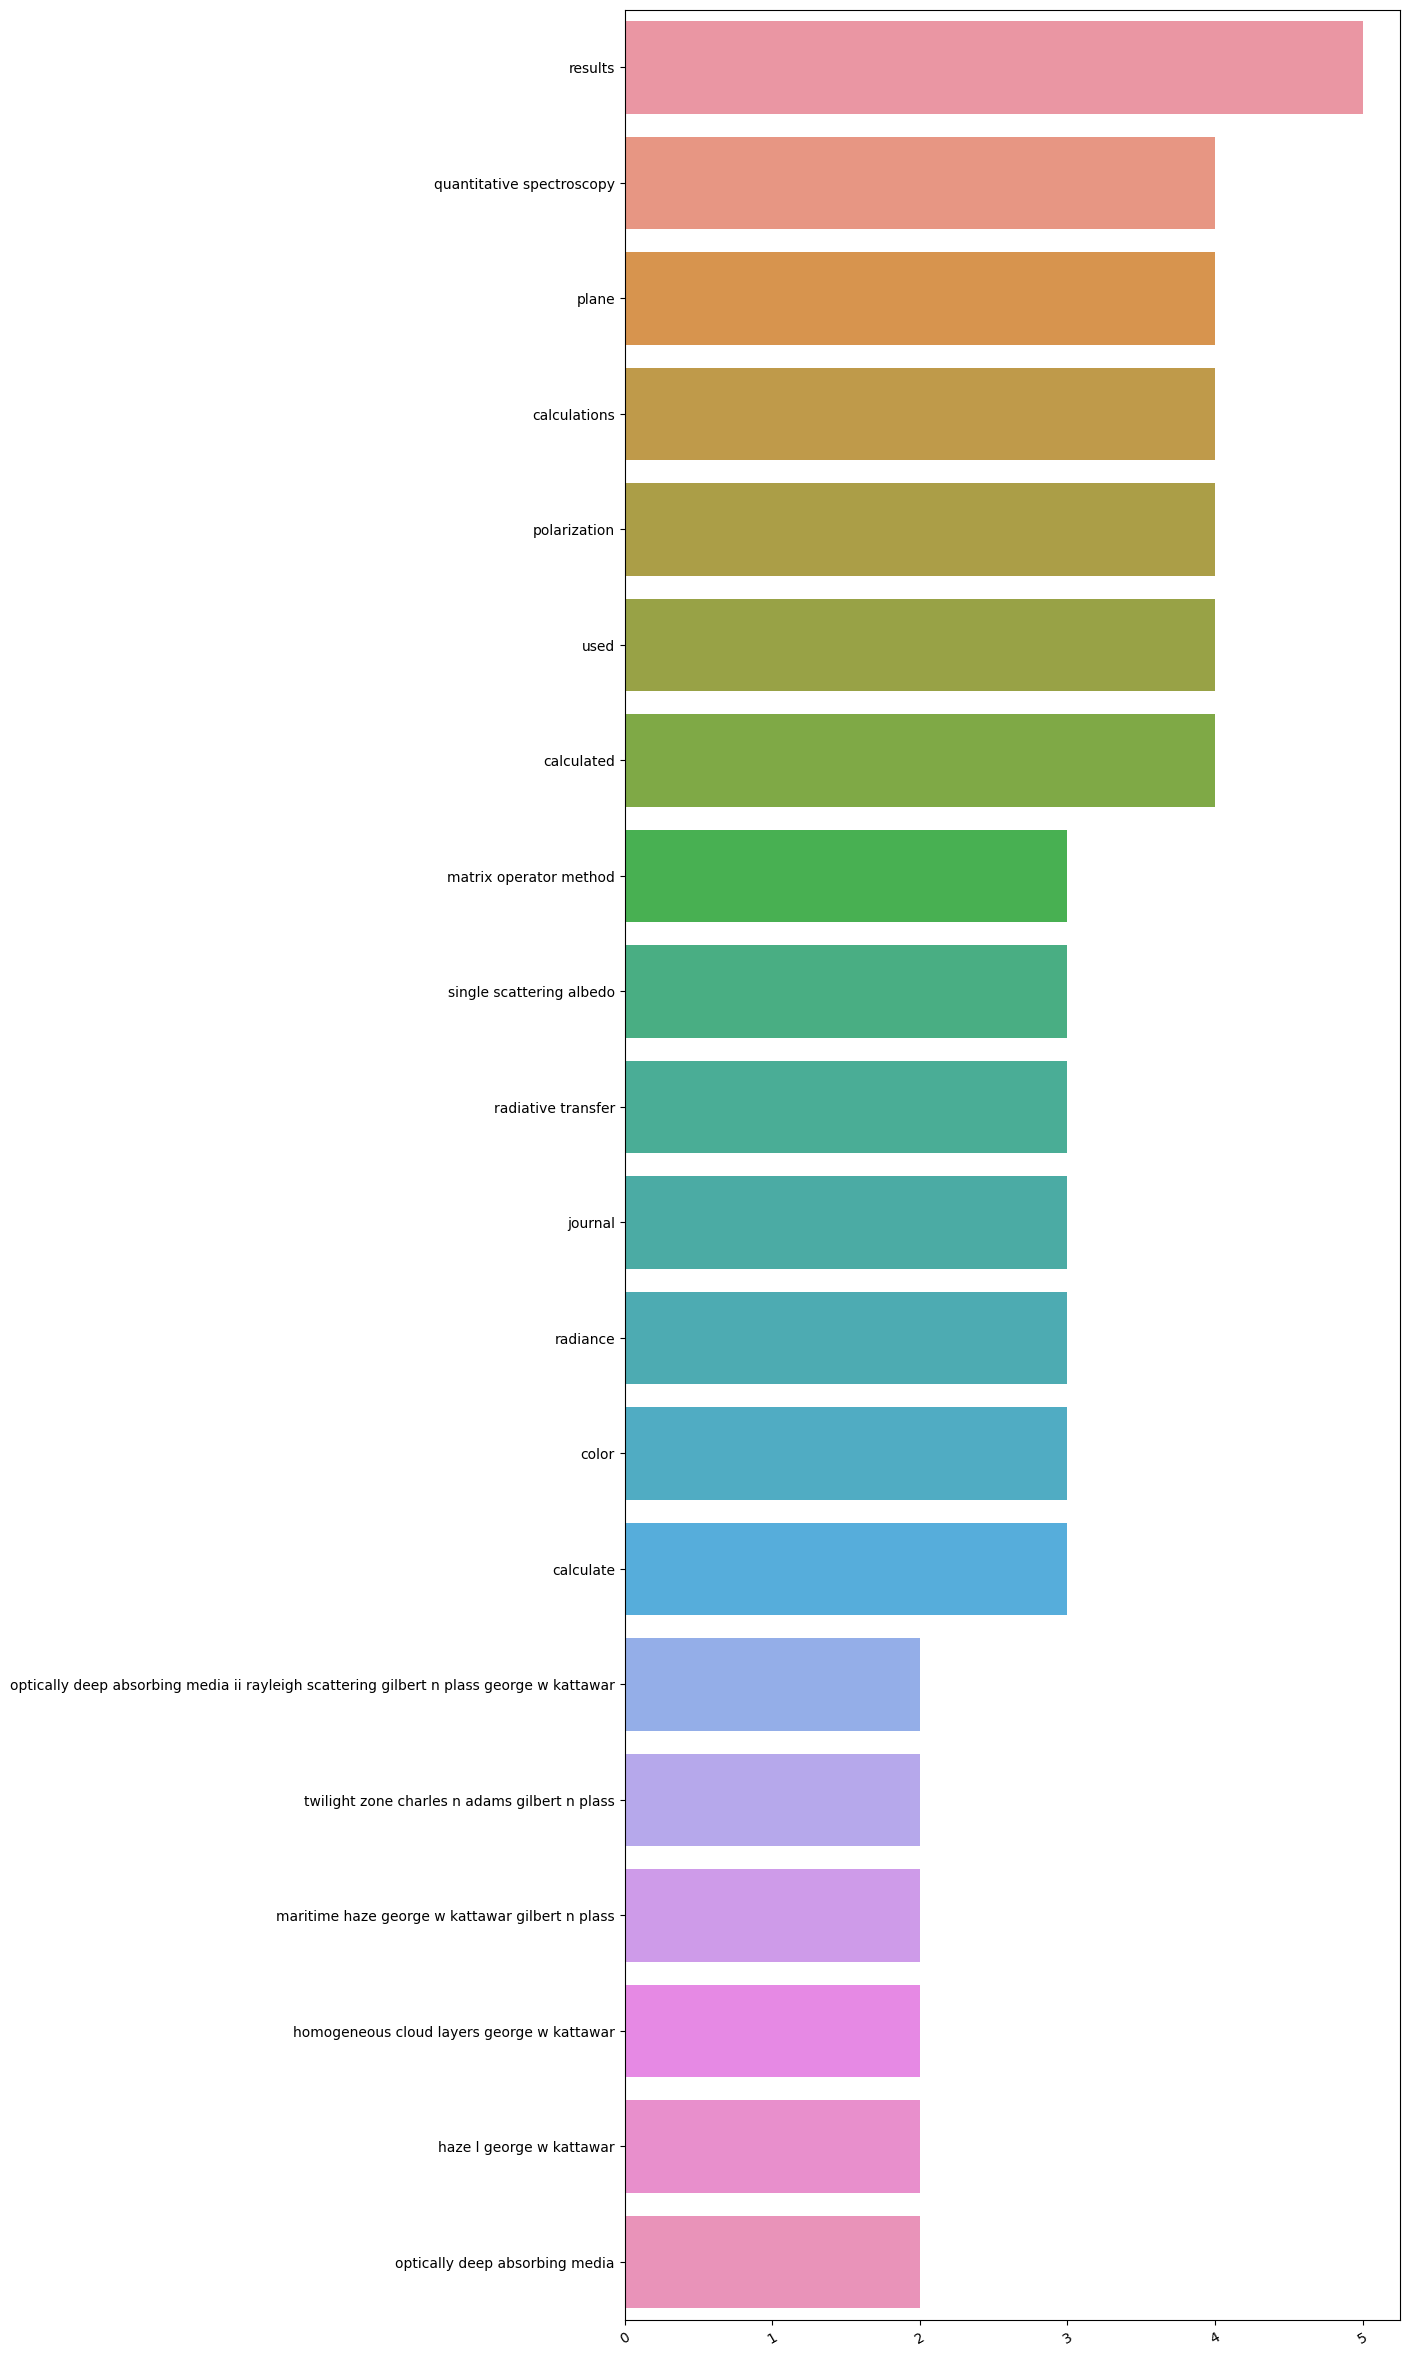 results
quantitative spectroscopy
plane
calculations
polarization
used
calculated
matrix operator method
single scattering albedo
radiative transfer
journal
radiance
color
calculate
optically deep absorbing media ii rayleigh scattering gilbert n plass george w kattawar
twilight zone charles n adams gilbert n plass
maritime haze george w kattawar gilbert n plass
homogeneous cloud layers george w kattawar
haze l george w kattawar
optically deep absorbing media
0 1 2 3 4 5